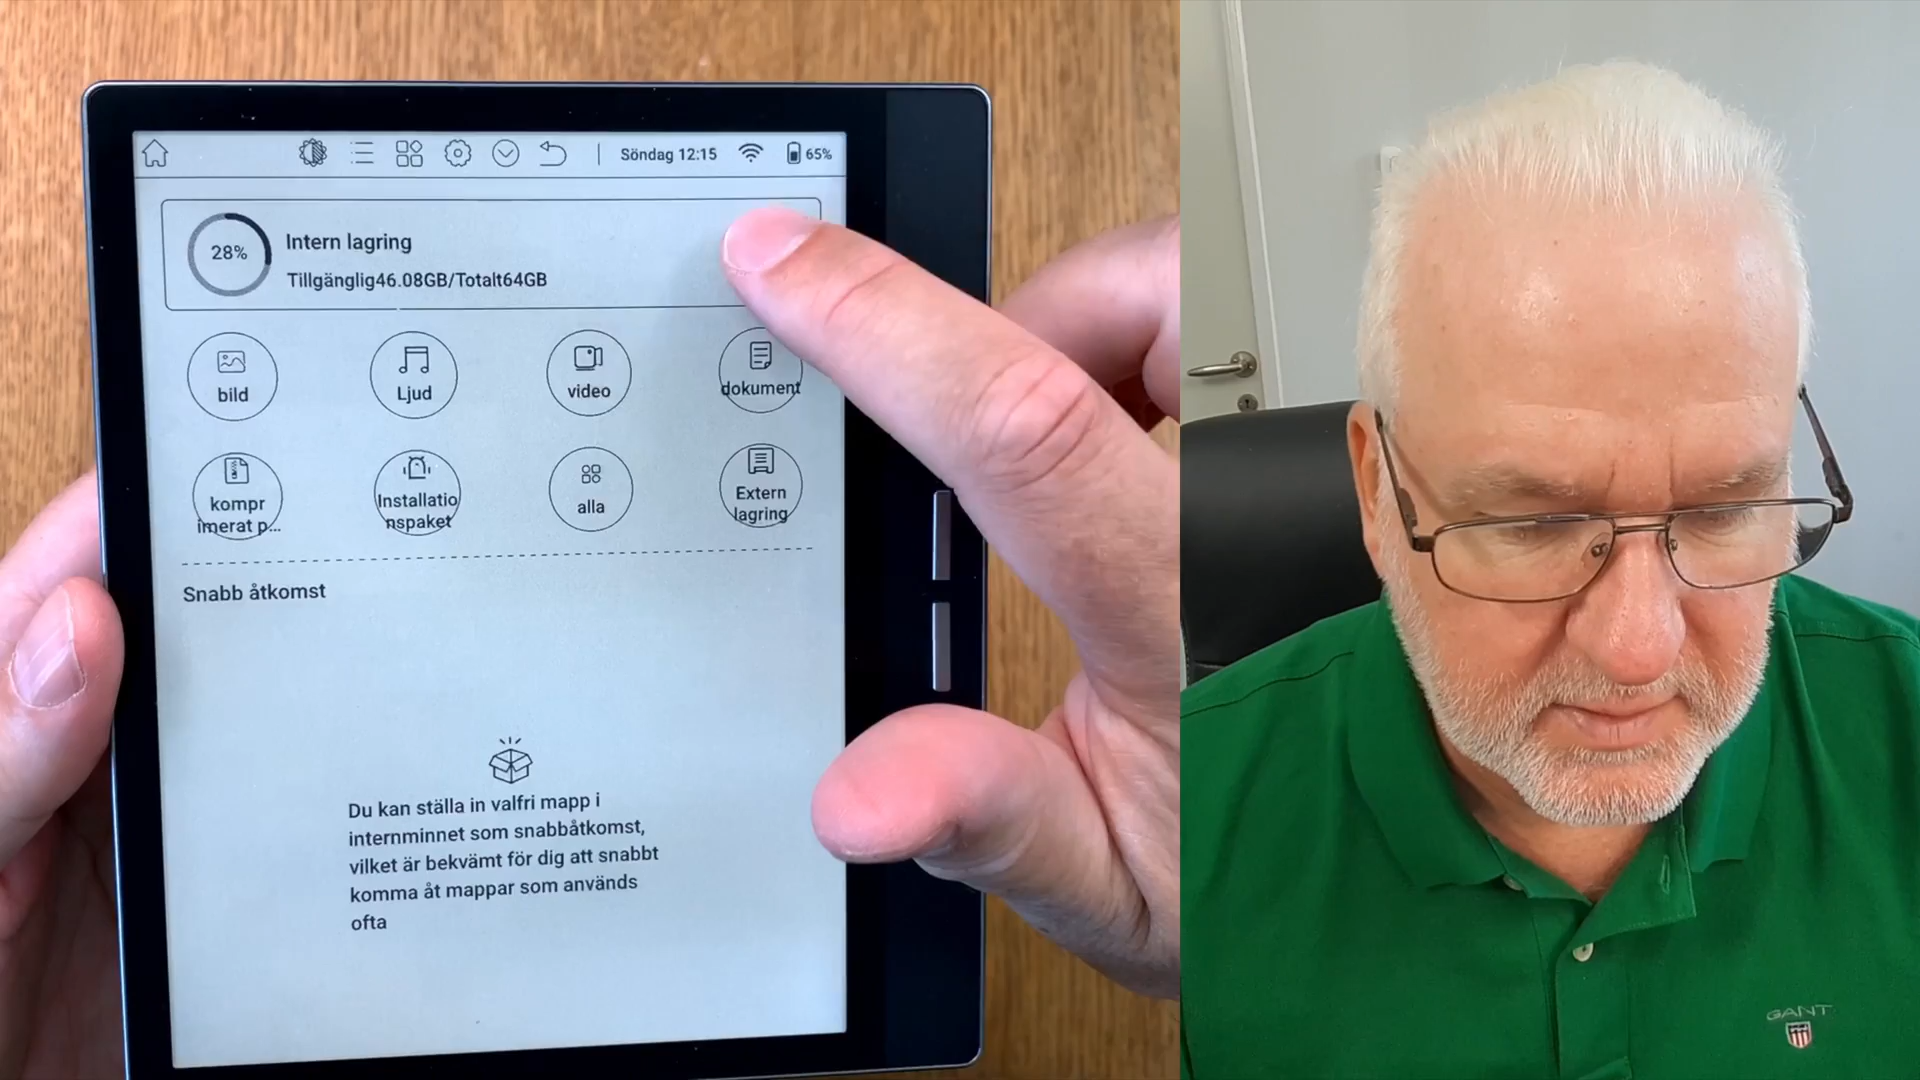 Söndag 12:15
65%
28%
Intern lagring
Tillgänglig46.08GB/Totalt64GB
bild
Ljud
video
dokument
kompr
imerat p...
Installatio
nspaket
alla
Extern
lagring
Snabb åtkomst
Du kan ställa in valfri mapp i
internminnet som snabbåtkomst,
vilket är bekvämt för dig att snabbt
komma åt mappar som används
ofta
GANT